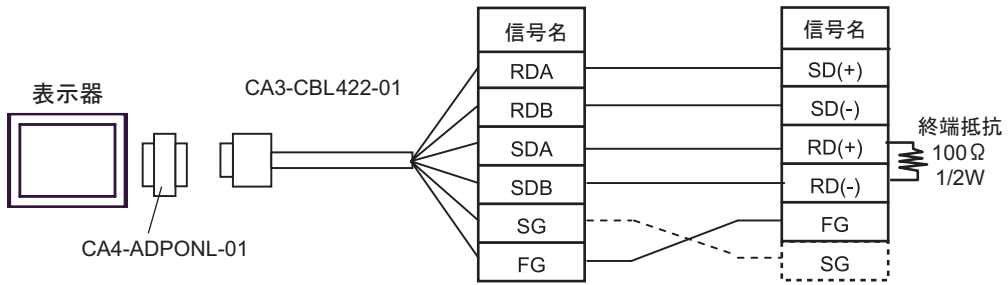 表示器
CA4-ADPONL-01
CA3-CBL422-01
信号名
RDA
RDB
SDA
SDB
SG
FG
信号名
SD(+)
SD(-)
RD(+)
RD(-)
FG
SG
終端抵抗
100Ω
1/2W